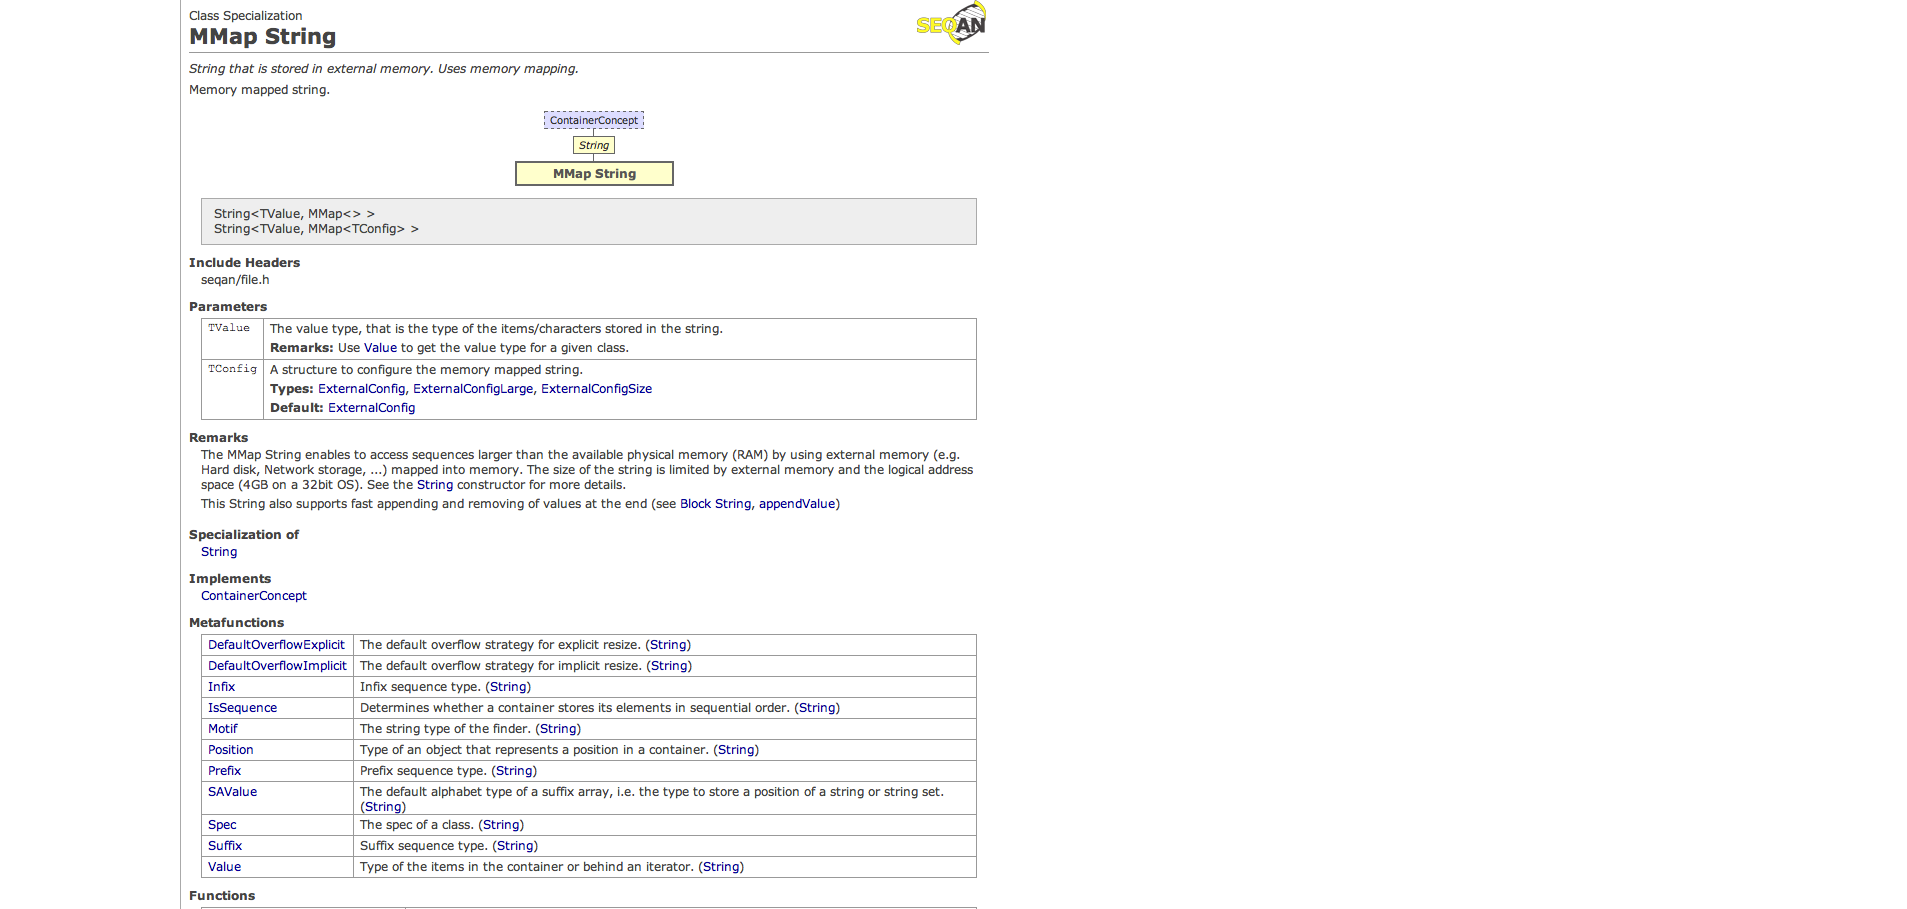 Class Specialization
SEQAN
MMap String
String that is stored in external memory. Uses memory mapping.
Memory mapped string.
ContainerConcept
String
MMap String
String<TValue, MMap<> >
String<TValue, MMap<TConfig> >
Include Headers
seqan/file.h
Parameters
TValue The value type, that is the type of the items/characters stored in the string.
Remarks: Use Value to get the value type for a given class.
TConfig A structure to configure the memory mapped string.
Types: ExternalConfig, ExternalConfigLarge, ExternalConfigSize
Default: ExternalConfig
Remarks
The MMap String enables to access sequences larger than the available physical memory (RAM) by using external memory (e.g.
Hard disk, Network storage, ...) mapped into memory. The size of the string is limited by external memory and the logical address
space (4GB on a 32bit OS). See the String constructor for more details.
This String also supports fast appending and removing of values at the end (see Block String, appendValue)
Specialization of
String
Implements
ContainerConcept
Metafunctions
DefaultOverflowExplicit The default overflow strategy for explicit resize. (String)
DefaultOverflowImplicit The default overflow strategy for implicit resize. (String)
Infix Infix sequence type. (String)
IsSequence Determines whether a container stores its elements in sequential order. (String)
Motif The string type of the finder. (String)
Position Type of an object that represents a position in a container. (String)
Prefix Prefix sequence type. (String)
SAValue The default alphabet type of a suffix array, i.e. the type to store a position of a string or string set.
(String)
Spec The spec of a class. (String)
Suffix Suffix sequence type. (String)
Value Type of the items in the container or behind an iterator. (String)
Functions